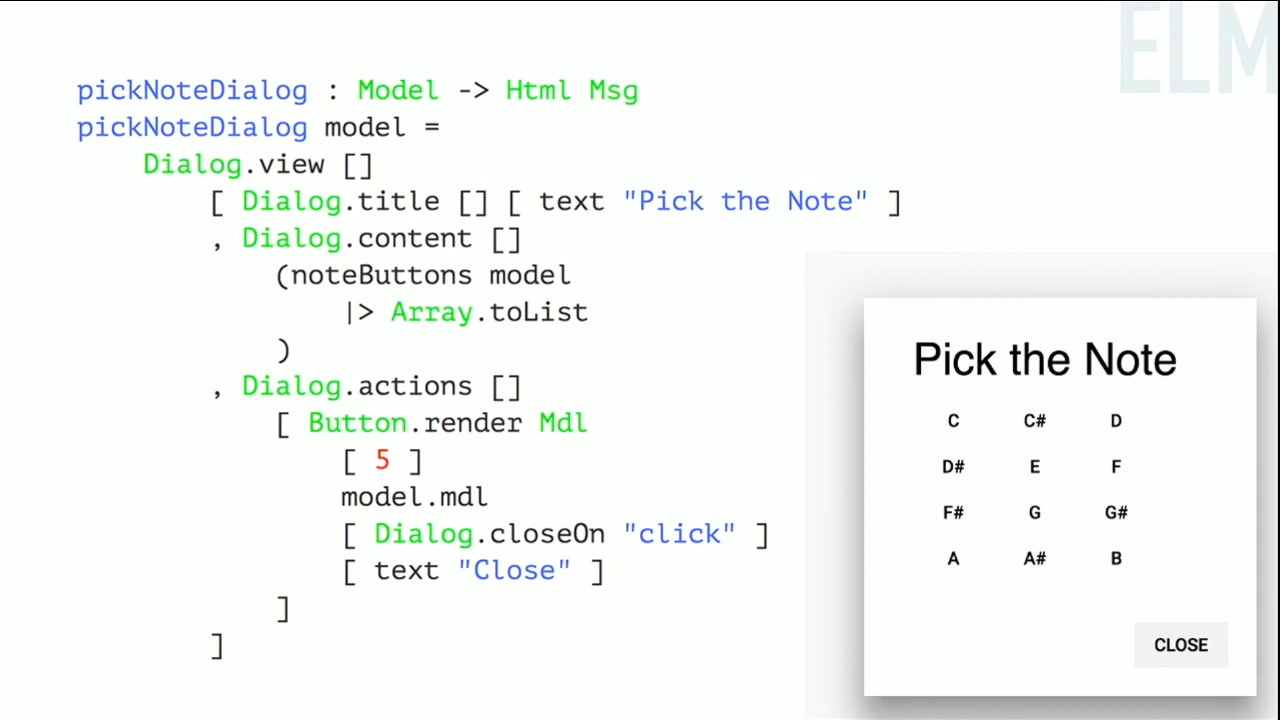 ELM
pickNoteDialog : Model -> Html Msg
pickNoteDialog model =
    Dialog.view []
        [ Dialog.title [] [ text "Pick the Note" ]
        , Dialog.content []
            (noteButtons model
                |> Array.toList
            )
        , Dialog.actions []
            [ Button.render Mdl
                [ 5 ]
                model.mdl
                [ Dialog.closeOn "click" ]
                [ text "Close" ]
            ]
        ]
Pick the Note
C C# D
D# E F
F# G G#
A A# B
CLOSE